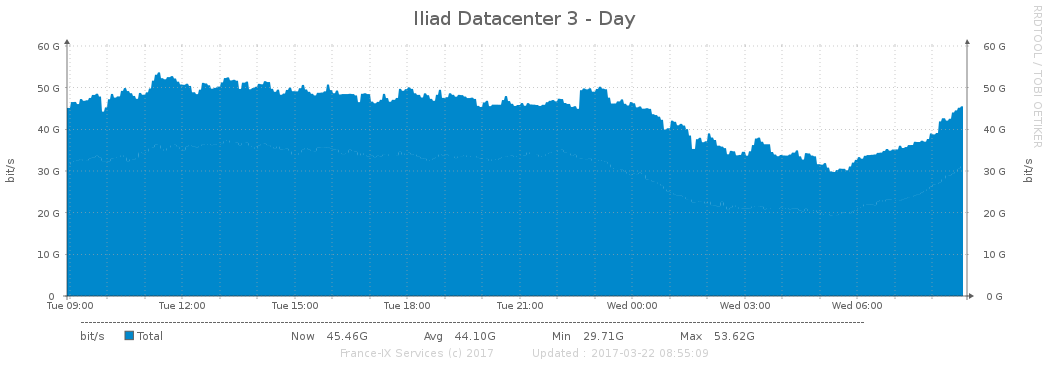 Iliad Datacenter 3 - Day
RRDTOOL / TOBI OETIKER
bit/s
60 G 60 G
50 G 50 G
40 G 40 G
30 G 30 G
20 G 20 G
10 G 10 G
0 0 G
bit/s
Tue 09:00 Tue 12:00 Tue 15:00 Tue 18:00 Tue 21:00 Wed 00:00 Wed 03:00 Wed 06:00
bit/s Total Now 45.46G Avg 44.10G Min 29.71G Max 53.62G
France-IX Services (c) 2017 Updated : 2017-03-22 08:55:09